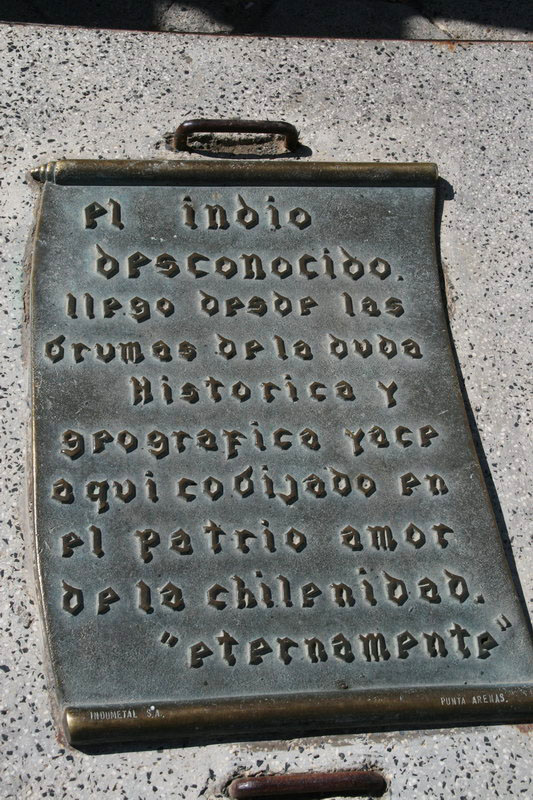 el indio
desconocido.
llego desde las
brumas de la duda
Historica y
geografica yace
aqui cobijado en
el patrio amor
de la chilenidad.
"eternamente"
INDUMETAL S.A. PUNTA ARENAS.